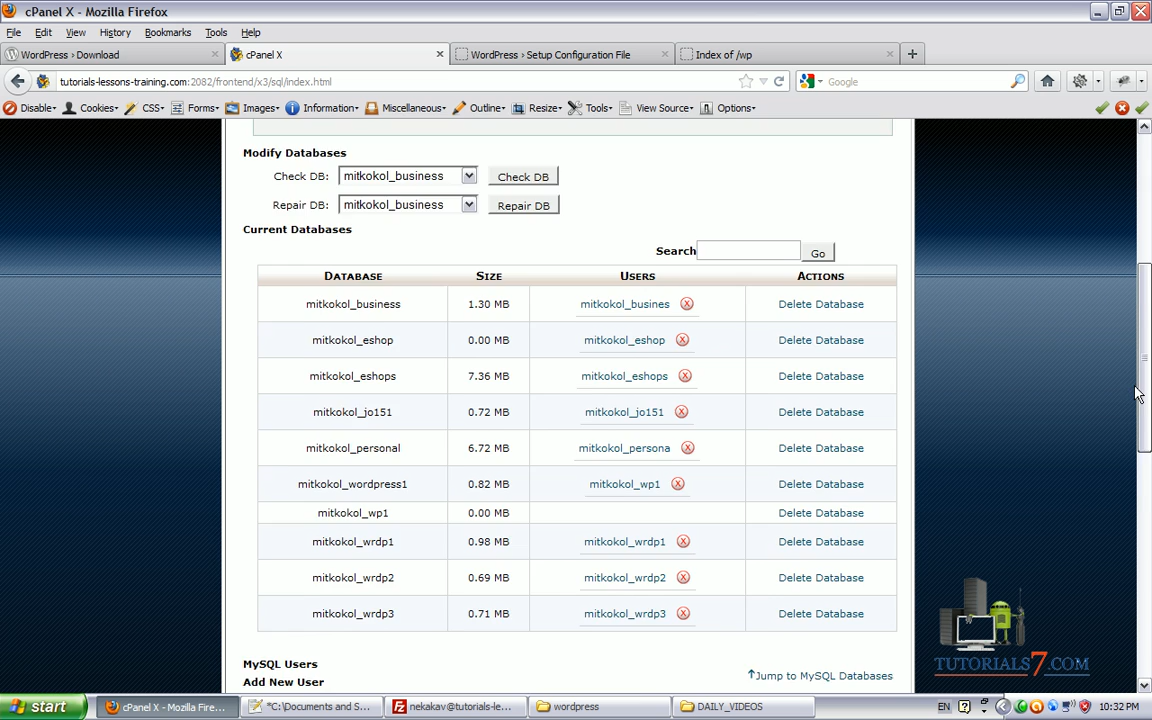 cPanel X - Mozilla Firefox
File Edit View History Bookmarks Tools Help
WordPress › Download
cPanel X
WordPress › Setup Configuration File
Index of /wp
tutorials-lessons-training.com:2082/frontend/x3/sql/index.html
Google
Disable Cookies CSS Forms Images Information Miscellaneous Outline Resize Tools View Source Options
Modify Databases
Check DB: mitkokol_business Check DB
Repair DB: mitkokol_business Repair DB
Current Databases
Search Go
DATABASE SIZE USERS ACTIONS
mitkokol_business 1.30 MB mitkokol_busines Delete Database
mitkokol_eshop 0.00 MB mitkokol_eshop Delete Database
mitkokol_eshops 7.36 MB mitkokol_eshops Delete Database
mitkokol_jo151 0.72 MB mitkokol_jo151 Delete Database
mitkokol_personal 6.72 MB mitkokol_persona Delete Database
mitkokol_wordpress1 0.82 MB mitkokol_wp1 Delete Database
mitkokol_wp1 0.00 MB Delete Database
mitkokol_wrdp1 0.98 MB mitkokol_wrdp1 Delete Database
mitkokol_wrdp2 0.69 MB mitkokol_wrdp2 Delete Database
mitkokol_wrdp3 0.71 MB mitkokol_wrdp3 Delete Database
MySQL Users
Jump to MySQL Databases
Add New User
TUTORIALS7.COM
start
cPanel X - Mozilla Fire...
*C:\Documents and S...
nekakav@tutorials-le...
wordpress
DAILY_VIDEOS
EN
10:32 PM